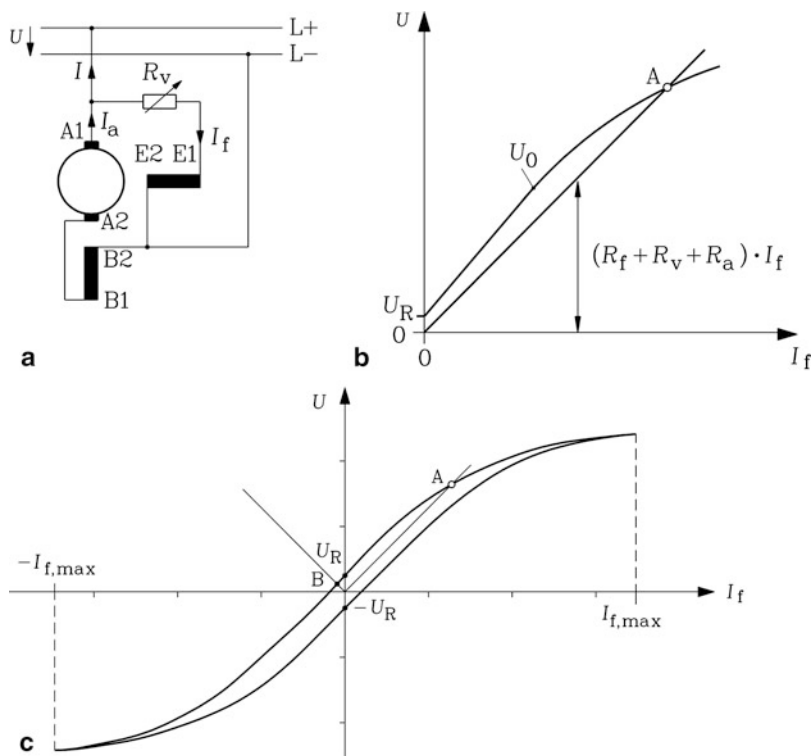 U
L+
L−
I
Rv
A1
Ia
If
E2 E1
A2
B2
B1
a
U
A
U0
(Rf+Rv+Ra)·If
UR
0
0
If
b
U
A
−If,max
UR
B
If
−UR
If,max
c